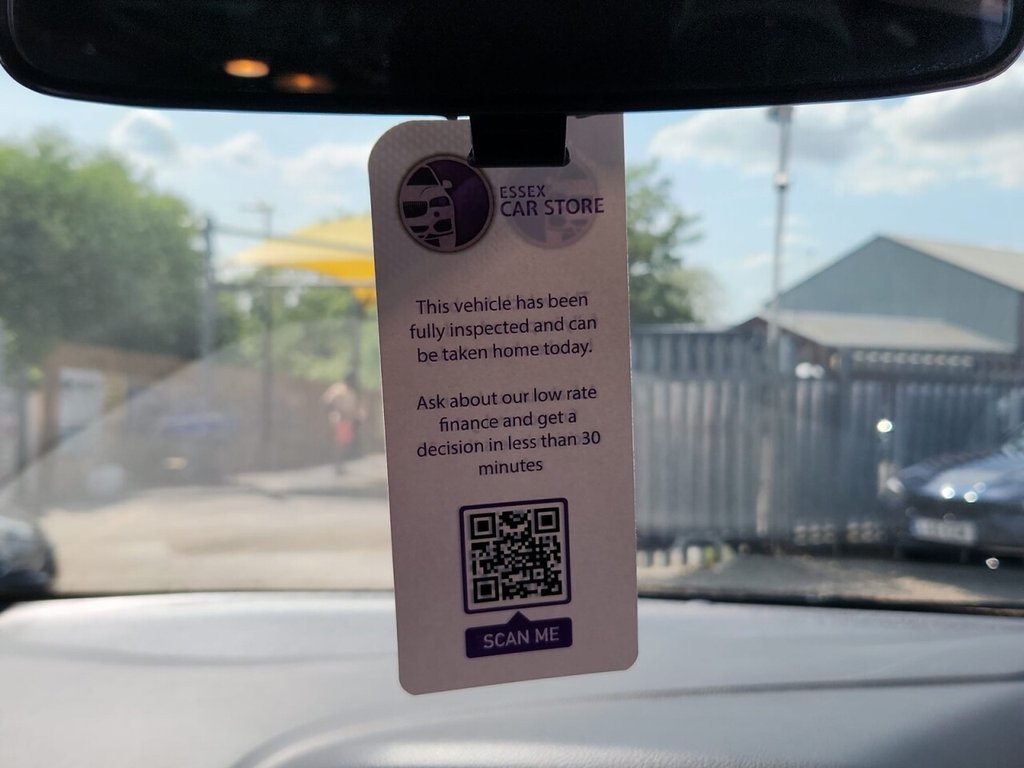 ESSEX
CAR STORE
This vehicle has been
fully inspected and can
be taken home today.
Ask about our low rate
finance and get a
decision in less than 30
minutes
SCAN ME